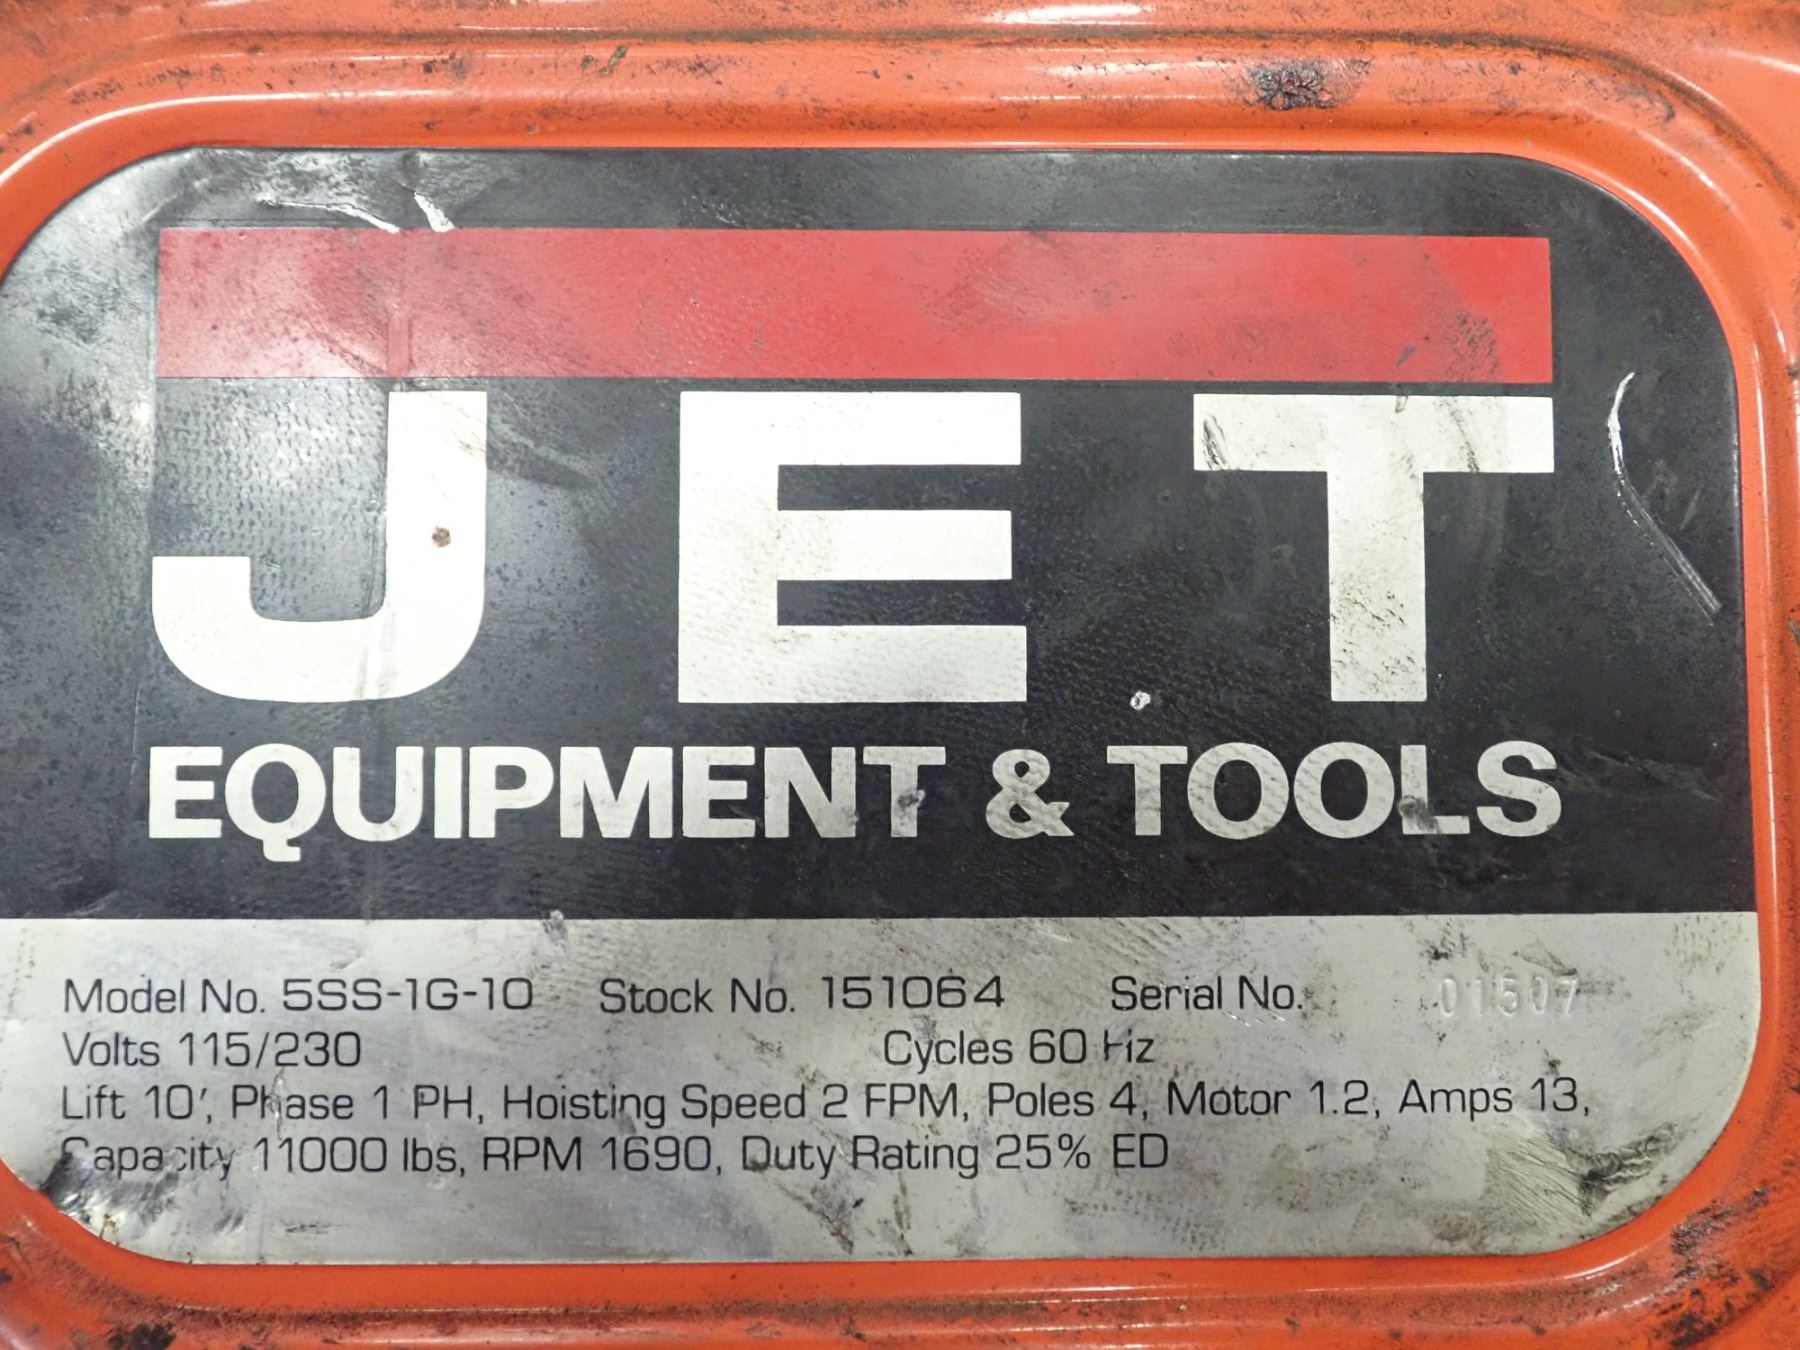 JET
EQUIPMENT & TOOLS
Model No. 5SS-1G-10 Stock No. 151064 Serial No. 01507
Volts 115/230 Cycles 60 Hz
Lift 10', Phase 1 PH, Hoisting Speed 2 FPM, Poles 4, Motor 1.2, Amps 13,
Capacity 11000 lbs, RPM 1690, Duty Rating 25% ED